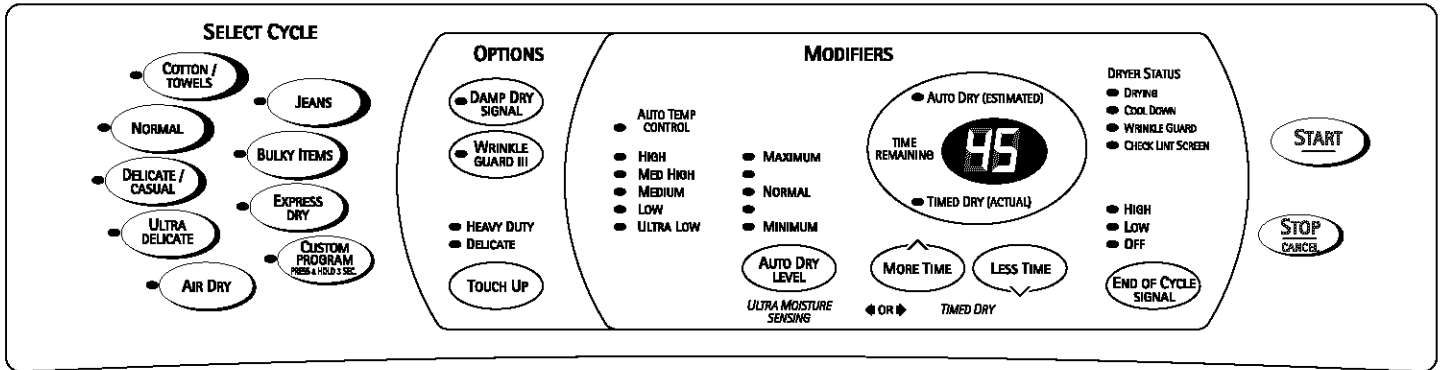 SELECT CYCLE
COTTON /
TOWELS
JEANS
NORMAL
BULKY ITEMS
DELICATE /
CASUAL
EXPRESS
DRY
ULTRA
DELICATE
CUSTOM
PROGRAM
PRESS & HOLD 3 SEC.
AIR DRY
OPTIONS
DAMP DRY
SIGNAL
WRINKLE
GUARD III
HEAVY DUTY
DELICATE
TOUCH UP
MODIFIERS
AUTO TEMP
CONTROL
HIGH
MED HIGH
MEDIUM
LOW
ULTRA LOW
MAXIMUM
NORMAL
MINIMUM
AUTO DRY
LEVEL
ULTRA MOISTURE
SENSING
OR
TIMED DRY
AUTO DRY (ESTIMATED)
TIME
REMAINING
45
TIMED DRY (ACTUAL)
MORE TIME
LESS TIME
DRYER STATUS
DRYING
COOL DOWN
WRINKLE GUARD
CHECK LINT SCREEN
HIGH
LOW
OFF
END OF CYCLE
SIGNAL
START
STOP
CANCEL